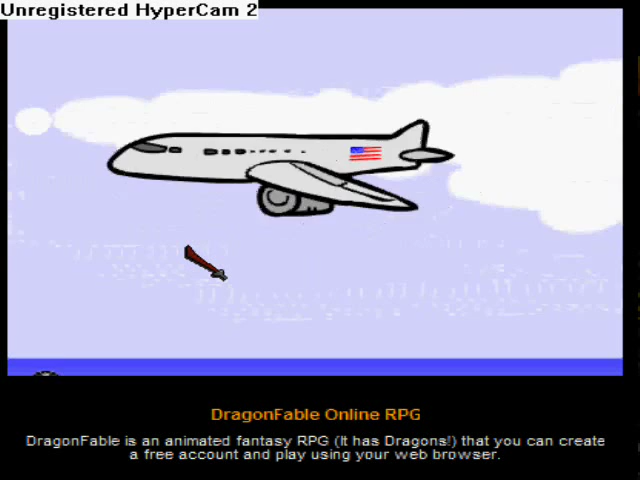 Unregistered HyperCam 2
DragonFable Online RPG
DragonFable is an animated fantasy RPG (It has Dragons!) that you can create
a free account and play using your web browser.